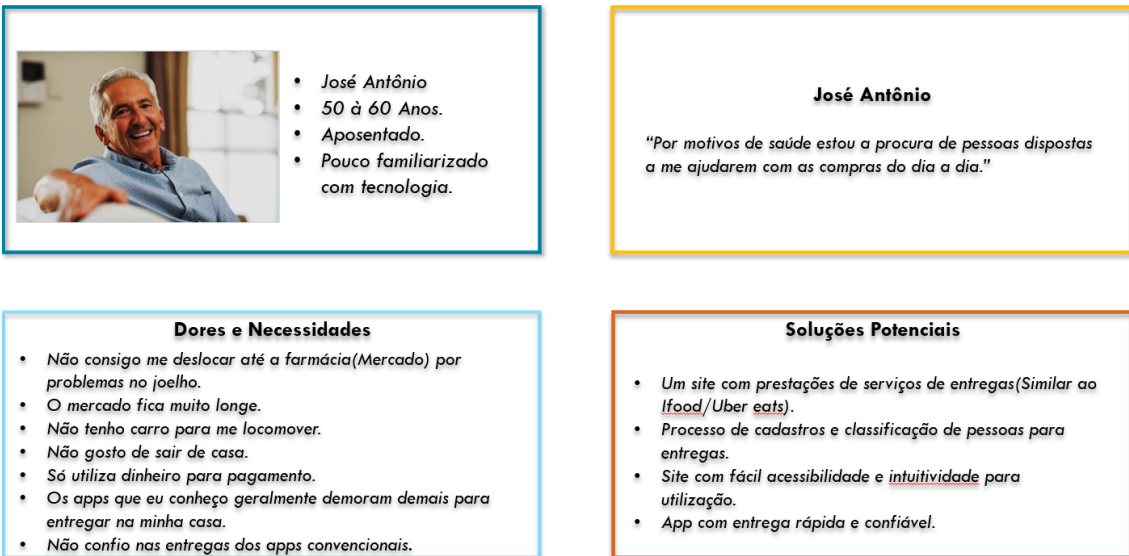 • José Antônio
• 50 à 60 Anos.
• Aposentado.
• Pouco familiarizado
com tecnologia.
José Antônio
“Por motivos de saúde estou a procura de pessoas dispostas
a me ajudarem com as compras do dia a dia.”
Dores e Necessidades
• Não consigo me deslocar até a farmácia(Mercado) por
problemas no joelho.
• O mercado fica muito longe.
• Não tenho carro para me locomover.
• Não gosto de sair de casa.
• Só utiliza dinheiro para pagamento.
• Os apps que eu conheço geralmente demoram demais para
entregar na minha casa.
• Não confio nas entregas dos apps convencionais.
Soluções Potenciais
• Um site com prestações de serviços de entregas(Similar ao
Ifood/Uber eats).
• Processo de cadastros e classificação de pessoas para
entregas.
• Site com fácil acessibilidade e intuitividade para
utilização.
• App com entrega rápida e confiável.